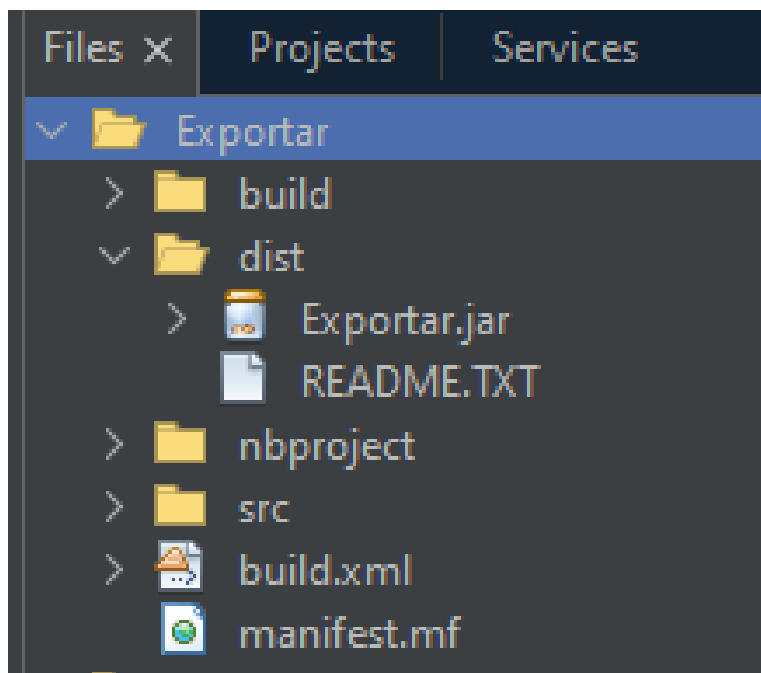 Files Projects Services
Exportar
build
dist
Exportar.jar
README.TXT
nbproject
src
build.xml
manifest.mf